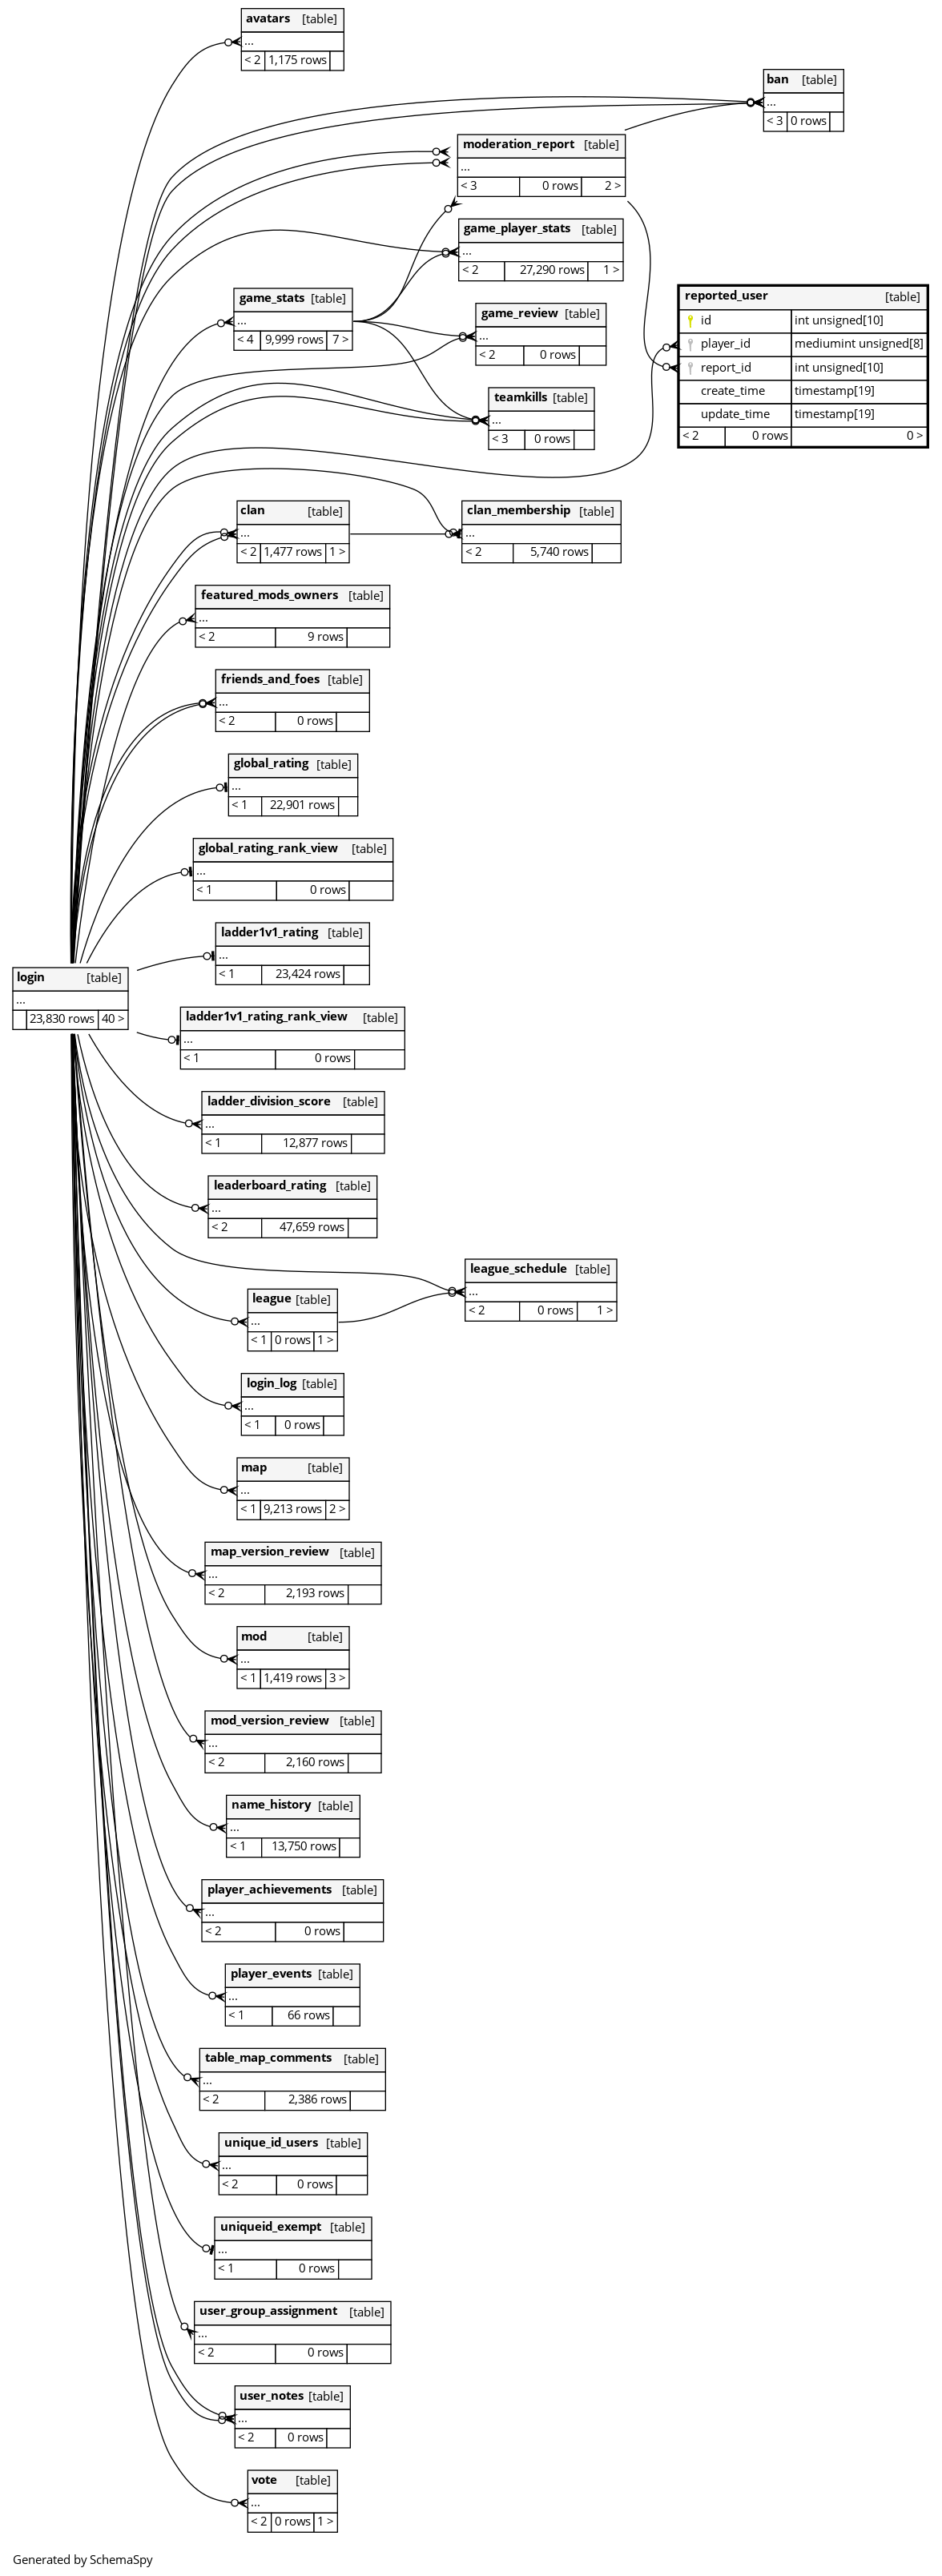 avatars [table]
...
< 2 1,175 rows
ban [table]
...
< 3 0 rows
moderation_report [table]
...
< 3 0 rows 2 >
game_player_stats [table]
...
< 2 27,290 rows 1 >
reported_user [table]
id int unsigned[10]
player_id mediumint unsigned[8]
report_id int unsigned[10]
create_time timestamp[19]
update_time timestamp[19]
< 2 0 rows 0 >
game_stats [table]
...
< 4 9,999 rows 7 >
game_review [table]
...
< 2 0 rows
teamkills [table]
...
< 3 0 rows
clan [table]
...
< 2 1,477 rows 1 >
clan_membership [table]
...
< 2 5,740 rows
featured_mods_owners [table]
...
< 2 9 rows
friends_and_foes [table]
...
< 2 0 rows
global_rating [table]
...
< 1 22,901 rows
global_rating_rank_view [table]
...
< 1 0 rows
ladder1v1_rating [table]
...
< 1 23,424 rows
login [table]
...
23,830 rows 40 >
ladder1v1_rating_rank_view [table]
...
< 1 0 rows
ladder_division_score [table]
...
< 1 12,877 rows
leaderboard_rating [table]
...
< 2 47,659 rows
league_schedule [table]
...
< 2 0 rows 1 >
league [table]
...
< 1 0 rows 1 >
login_log [table]
...
< 1 0 rows
map [table]
...
< 1 9,213 rows 2 >
map_version_review [table]
...
< 2 2,193 rows
mod [table]
...
< 1 1,419 rows 3 >
mod_version_review [table]
...
< 2 2,160 rows
name_history [table]
...
< 1 13,750 rows
player_achievements [table]
...
< 2 0 rows
player_events [table]
...
< 1 66 rows
table_map_comments [table]
...
< 2 2,386 rows
unique_id_users [table]
...
< 2 0 rows
uniqueid_exempt [table]
...
< 1 0 rows
user_group_assignment [table]
...
< 2 0 rows
user_notes [table]
...
< 2 0 rows
vote [table]
...
< 2 0 rows 1 >
Generated by SchemaSpy